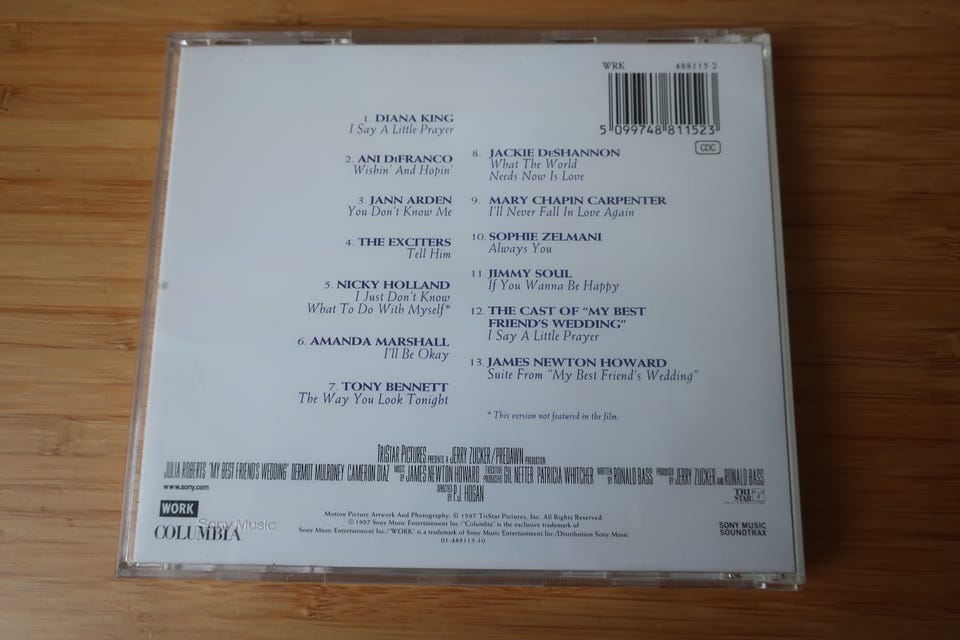 WRK 488115 2
5 099748 811523
CDC
1. DIANA KING
I Say A Little Prayer
2. ANI DIFRANCO
Wishin' And Hopin'
3. JANN ARDEN
You Don't Know Me
4. THE EXCITERS
Tell Him
5. NICKY HOLLAND
I Just Don't Know
What To Do With Myself*
6. AMANDA MARSHALL
I'll Be Okay
7. TONY BENNETT
The Way You Look Tonight
8. JACKIE DESHANNON
What The World
Needs Now Is Love
9. MARY CHAPIN CARPENTER
I'll Never Fall In Love Again
10. SOPHIE ZELMANI
Always You
11. JIMMY SOUL
If You Wanna Be Happy
12. THE CAST OF "MY BEST
FRIEND'S WEDDING"
I Say A Little Prayer
13. JAMES NEWTON HOWARD
Suite From "My Best Friend's Wedding"
* This version not featured in the film.
TRISTAR PICTURES PRESENTS A JERRY ZUCKER/PREDAWN PRODUCTION
JULIA ROBERTS "MY BEST FRIEND'S WEDDING" DERMOT MULRONEY CAMERON DIAZ MUSIC BY JAMES NEWTON HOWARD EXECUTIVE PRODUCERS GIL NETTER PATRICIA WHITCHER WRITTEN BY RONALD BASS PRODUCED BY JERRY ZUCKER AND RONALD BASS
DIRECTED BY P.J. HOGAN
www.sony.com
TRI STAR
WORK
Sony Music
COLUMBIA
Motion Picture Artwork And Photography: © 1997 TriStar Pictures, Inc. All Rights Reserved.
© 1997 Sony Music Entertainment Inc./"Columbia" is the exclusive trademark of
Sony Music Entertainment Inc./"WORK" is a trademark of Sony Music Entertainment Inc./Distribution Sony Music
01-488115-10
SONY MUSIC
SOUNDTRAX